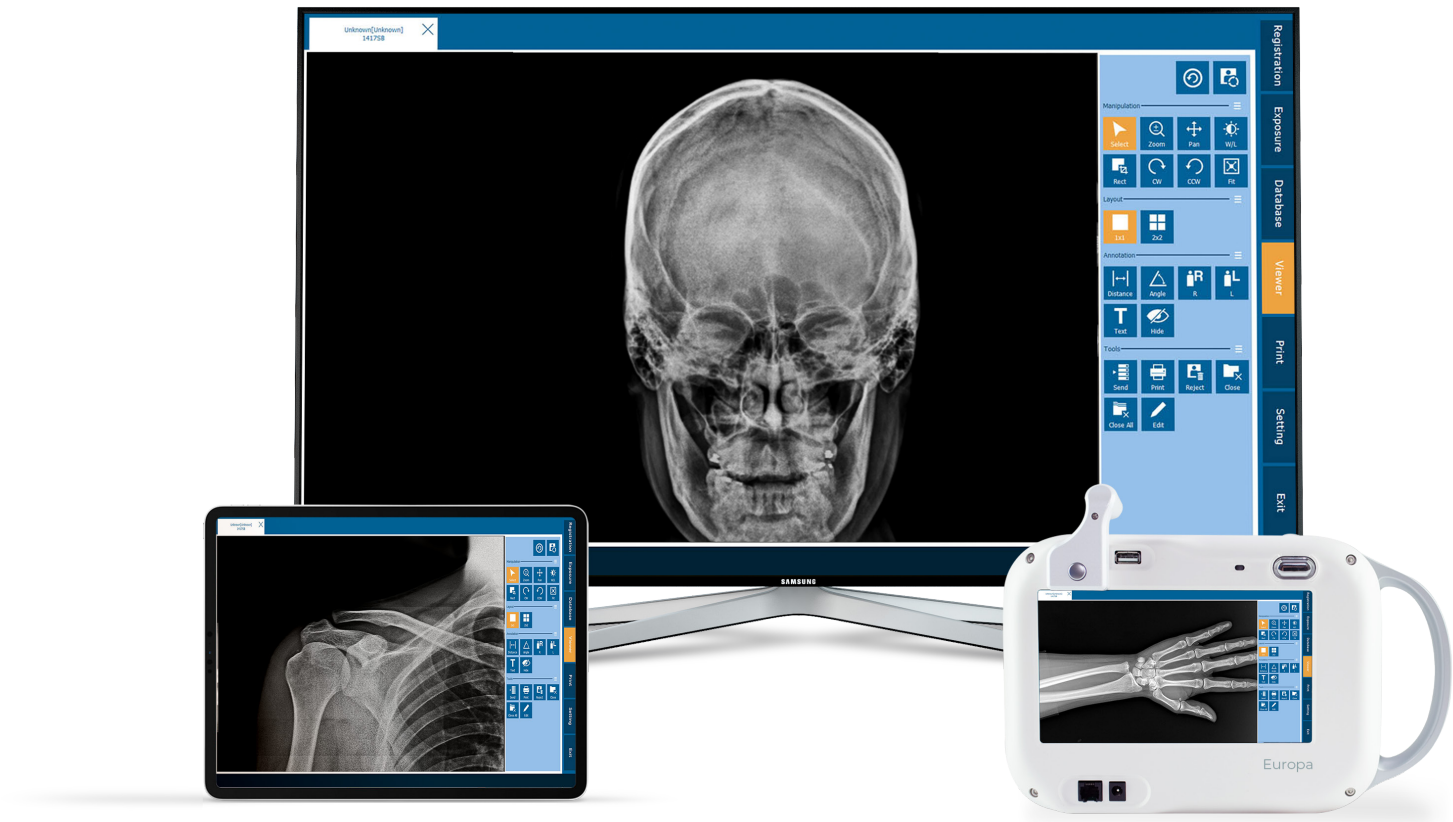 Unknown[Unknown]
1417SB
Registration
Exposure
Database
Viewer
Print
Setting
Exit
Manipulation
Select
Zoom
Pan
W/L
Rect
CW
CCW
Fit
Layout
1x1
2x2
Annotation
Distance
Angle
R
R
L
L
T
Text
Hide
Tools
Send
Print
Reject
Close
Close All
Edit
SAMSUNG
Registration
Exposure
Database
Viewer
Print
Setting
Exit
Europa